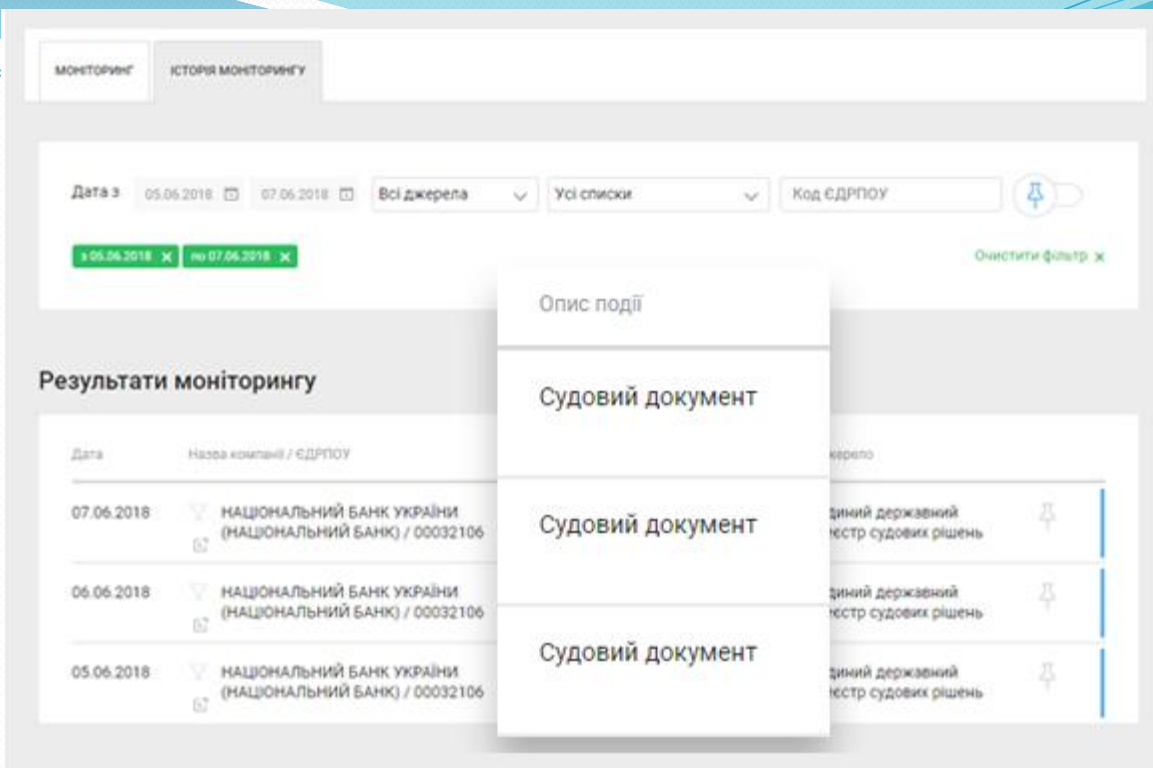 МОНІТОРИНГ ІСТОРІЯ МОНІТОРИНГУ
Дата з 05.06.2018 07.06.2018 Всі джерела Усі списки Код ЄДРПОУ
з 05.06.2018 × по 07.06.2018 × Очистити фільтр ×
Результати моніторингу
Дата Назва компанії / ЄДРПОУ Опис події жерело
07.06.2018 НАЦІОНАЛЬНИЙ БАНК УКРАЇНИ Судовий документ диний державний
(НАЦІОНАЛЬНИЙ БАНК) / 00032106 еєстр судових рішень
06.06.2018 НАЦІОНАЛЬНИЙ БАНК УКРАЇНИ Судовий документ диний державний
(НАЦІОНАЛЬНИЙ БАНК) / 00032106 еєстр судових рішень
05.06.2018 НАЦІОНАЛЬНИЙ БАНК УКРАЇНИ Судовий документ диний державний
(НАЦІОНАЛЬНИЙ БАНК) / 00032106 еєстр судових рішень